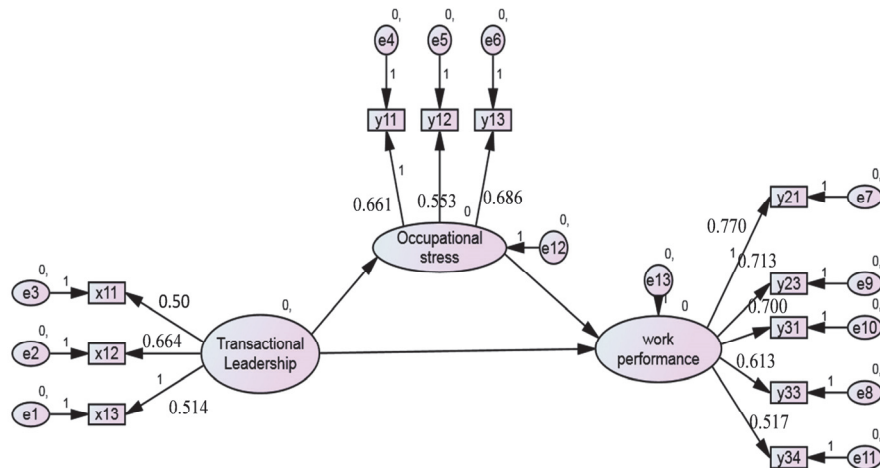 0, 0, 0,
e4 e5 e6
1 1 1
y11 y12 y13
1
0.661 0.553 0.686
0
Occupational
stress
0,
1 e12
0,
e3 1 x11
0.50
0,
e2 1 x12 0.664
0,
e1 1 x13
1
0.514
0,
Transactional
Leadership
0,
e13
1
0
work
performance
0.770
1
0.713
0.700
0.613
0.517
0,
y21 1 e7
0,
y23 1 e9
0,
y31 1 e10
0,
y33 1 e8
0,
y34 1 e11